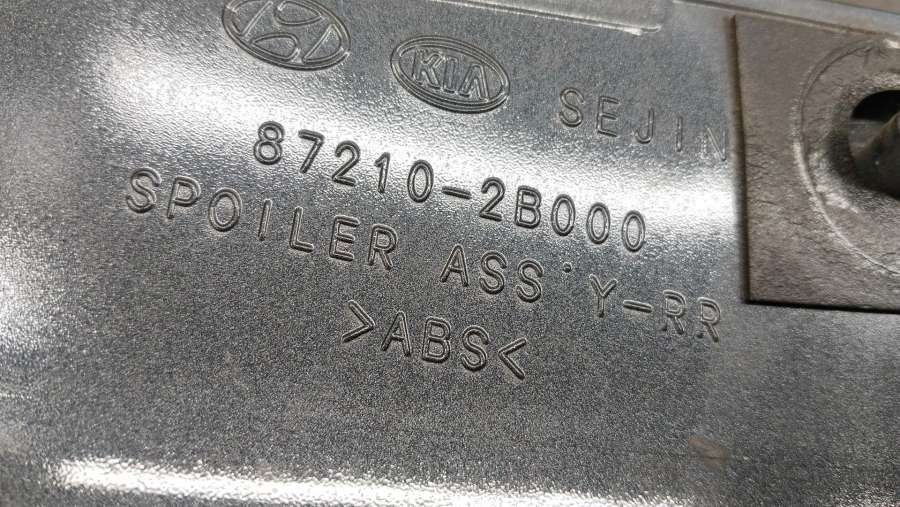 KIA
SEJIN
87210-2B000
SPOILER ASS'Y-RR
>ABS<